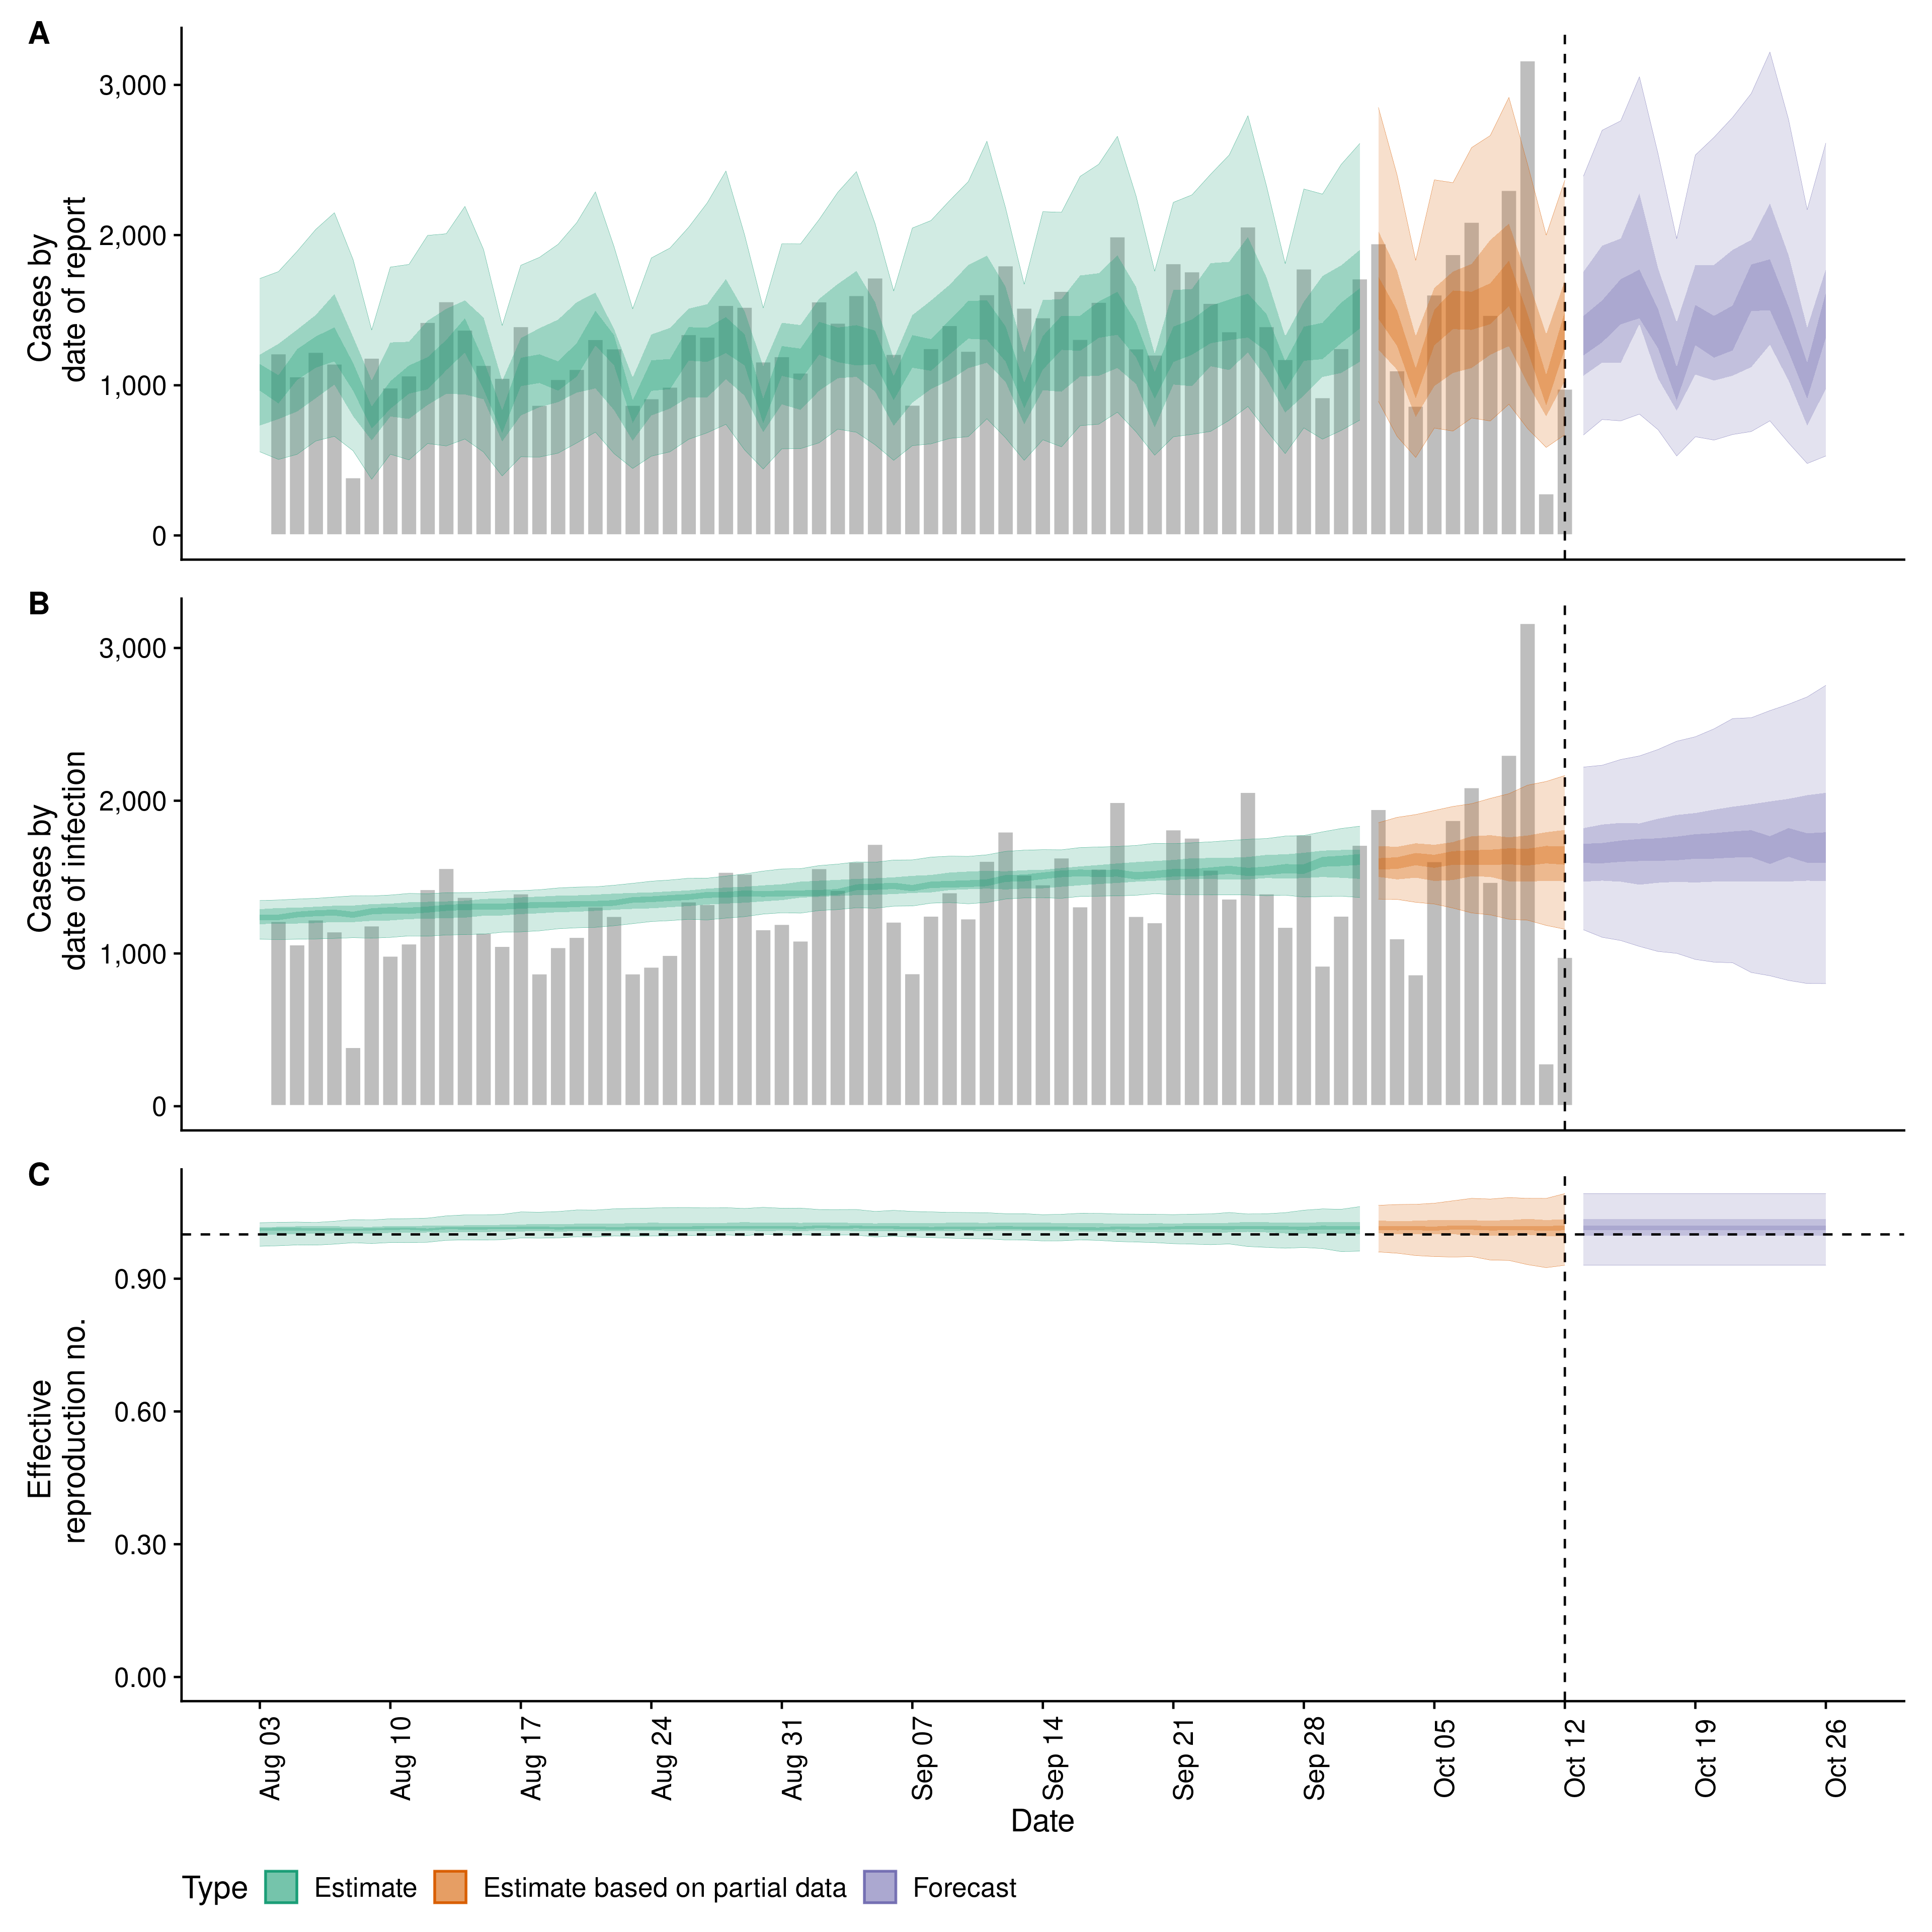 A
Cases by
date of report
3,000
2,000
1,000
0
B
Cases by
date of infection
3,000
2,000
1,000
0
C
Effective
reproduction no.
0.90
0.60
0.30
0.00
Aug 03
Aug 10
Aug 17
Aug 24
Aug 31
Sep 07
Sep 14
Sep 21
Sep 28
Oct 05
Oct 12
Oct 19
Oct 26
Date
Type Estimate Estimate based on partial data Forecast